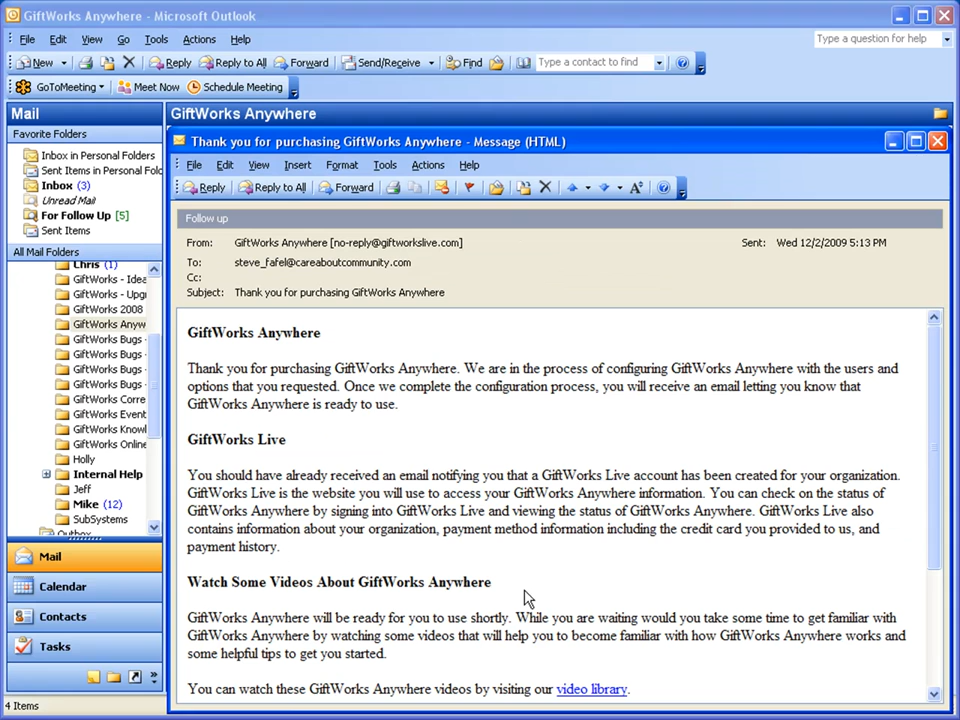 GiftWorks Anywhere - Microsoft Outlook
File Edit View Go Tools Actions Help
Type a question for help
New Reply Reply to All Forward Send/Receive Find Type a contact to find
GoToMeeting Meet Now Schedule Meeting
Mail
GiftWorks Anywhere
Favorite Folders
Inbox in Personal Folders
Sent Items in Personal Fold
Inbox (3)
Unread Mail
For Follow Up [5]
Sent Items
All Mail Folders
Chris (1)
GiftWorks - Idea
GiftWorks - Upgr
GiftWorks 2008
GiftWorks Anyw
GiftWorks Bugs -
GiftWorks Bugs -
GiftWorks Bugs -
GiftWorks Bugs -
GiftWorks Corre
GiftWorks Event
GiftWorks Knowl
GiftWorks Online
Holly
Internal Help
Jeff
Mike (12)
SubSystems
Outbox
Mail
Calendar
Contacts
Tasks
4 Items
Thank you for purchasing GiftWorks Anywhere - Message (HTML)
File Edit View Insert Format Tools Actions Help
Reply Reply to All Forward
Follow up
From: GiftWorks Anywhere [no-reply@giftworkslive.com] Sent: Wed 12/2/2009 5:13 PM
To: steve_fafel@careaboutcommunity.com
Cc:
Subject: Thank you for purchasing GiftWorks Anywhere
GiftWorks Anywhere
Thank you for purchasing GiftWorks Anywhere. We are in the process of configuring GiftWorks Anywhere with the users and
options that you requested. Once we complete the configuration process, you will receive an email letting you know that
GiftWorks Anywhere is ready to use.
GiftWorks Live
You should have already received an email notifying you that a GiftWorks Live account has been created for your organization.
GiftWorks Live is the website you will use to access your GiftWorks Anywhere information. You can check on the status of
GiftWorks Anywhere by signing into GiftWorks Live and viewing the status of GiftWorks Anywhere. GiftWorks Live also
contains information about your organization, payment method information including the credit card you provided to us, and
payment history.
Watch Some Videos About GiftWorks Anywhere
GiftWorks Anywhere will be ready for you to use shortly. While you are waiting would you take some time to get familiar with
GiftWorks Anywhere by watching some videos that will help you to become familiar with how GiftWorks Anywhere works and
some helpful tips to get you started.
You can watch these GiftWorks Anywhere videos by visiting our video library.